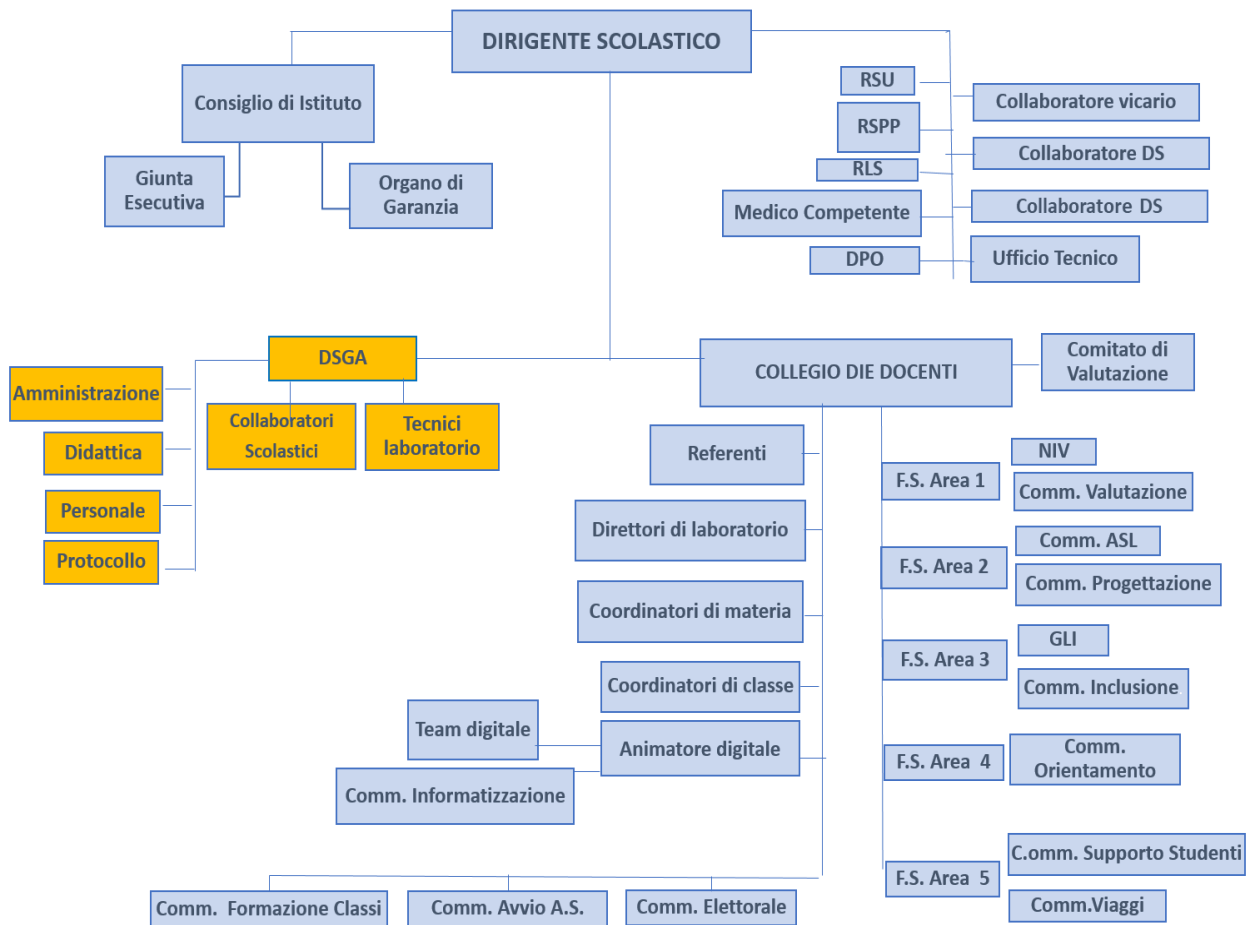 DIRIGENTE SCOLASTICO
Consiglio di Istituto
Giunta
Esecutiva
Organo di
Garanzia
RSU
RSPP
RLS
Medico Competente
DPO
Collaboratore vicario
Collaboratore DS
Collaboratore DS
Ufficio Tecnico
DSGA
Amministrazione
Didattica
Personale
Protocollo
Collaboratori
Scolastici
Tecnici
laboratorio
COLLEGIO DIE DOCENTI
Comitato di
Valutazione
Referenti
Direttori di laboratorio
Coordinatori di materia
Coordinatori di classe
Animatore digitale
Team digitale
Comm. Informatizzazione
Comm. Formazione Classi
Comm. Avvio A.S.
Comm. Elettorale
F.S. Area 1
NIV
Comm. Valutazione
F.S. Area 2
Comm. ASL
Comm. Progettazione
F.S. Area 3
GLI
Comm. Inclusione
F.S. Area 4
Comm.
Orientamento
F.S. Area 5
C.omm. Supporto Studenti
Comm.Viaggi